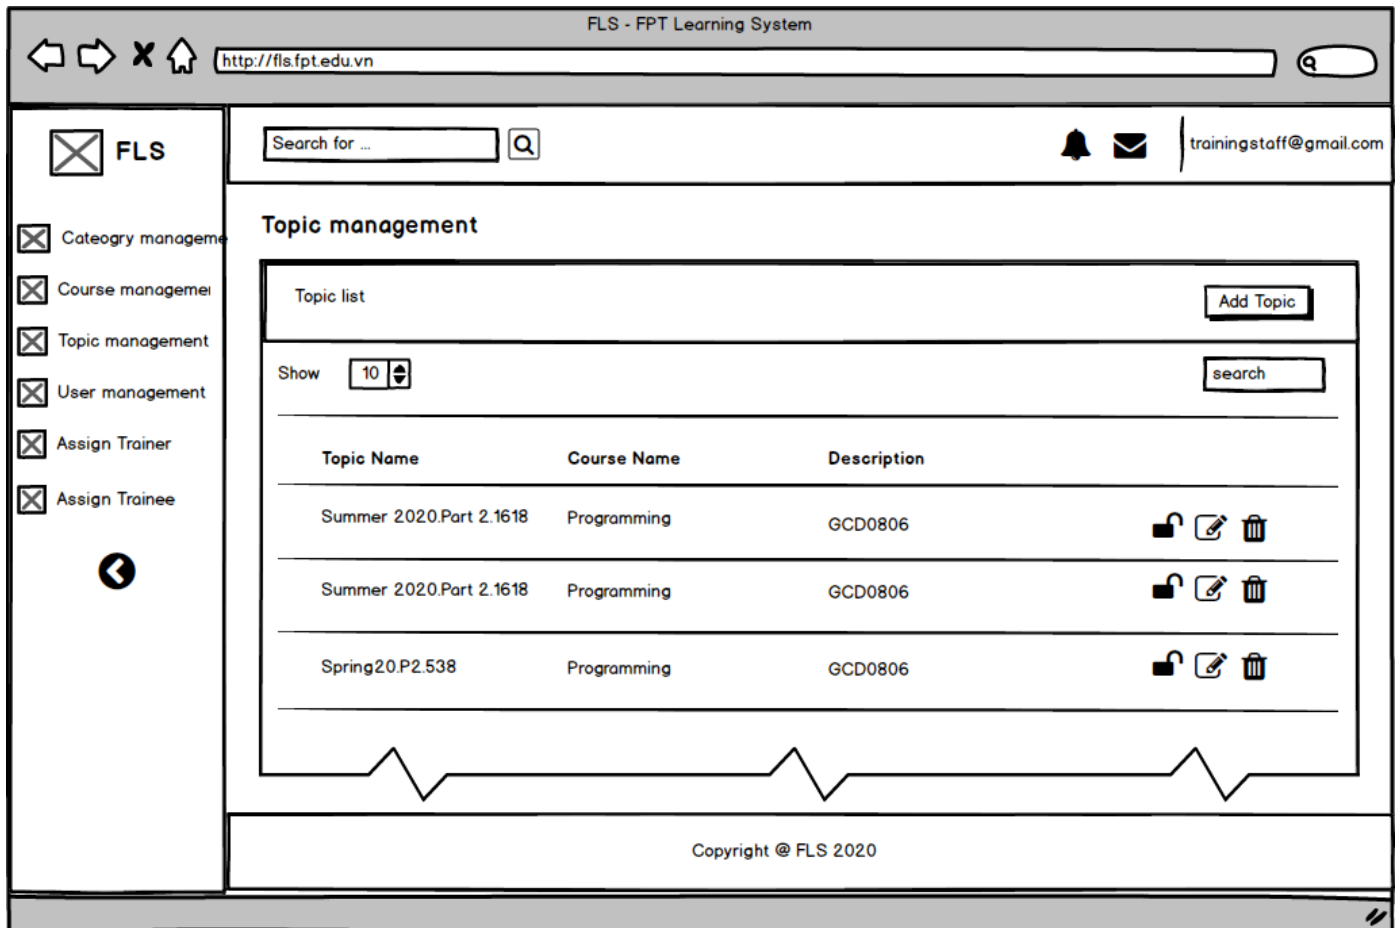 FLS - FPT Learning System
http://fls.fpt.edu.vn
FLS
Search for ...
trainingstaff@gmail.com
Cateogry manageme
Course managemer
Topic management
User management
Assign Trainer
Assign Trainee
Topic management
Topic list
Add Topic
Show 10
search
Topic Name Course Name Description
Summer 2020.Part 2.1618 Programming GCD0806
Summer 2020.Part 2.1618 Programming GCD0806
Spring20.P2.538 Programming GCD0806
Copyright @ FLS 2020